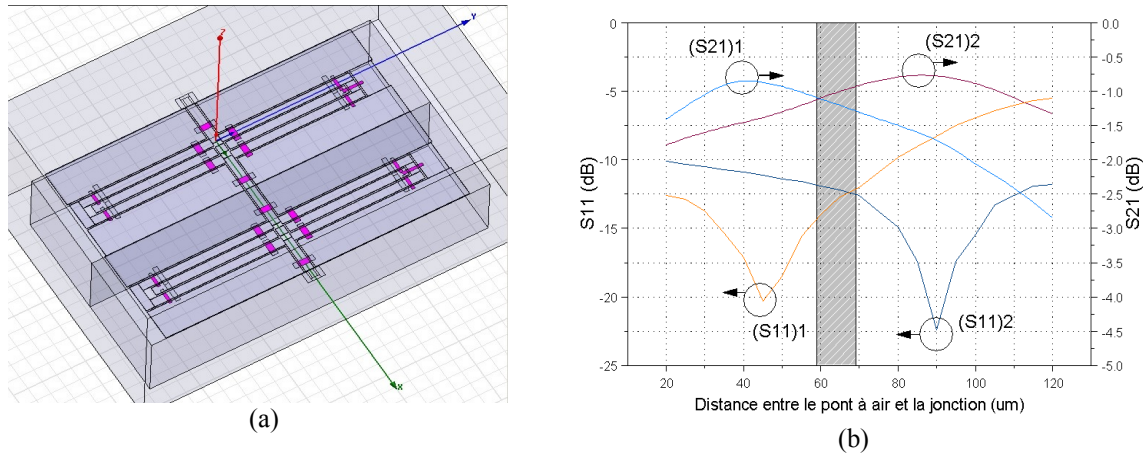 Z
Y
X
(a)
0
-5
-10
-15
-20
-25
S11 (dB)
(S21)1
(S21)2
(S11)1
(S11)2
0.0
-0.5
-1.0
-1.5
-2.0
-2.5
-3.0
-3.5
-4.0
-4.5
-5.0
S21 (dB)
20 40 60 80 100 120
Distance entre le pont à air et la jonction (um)
(b)